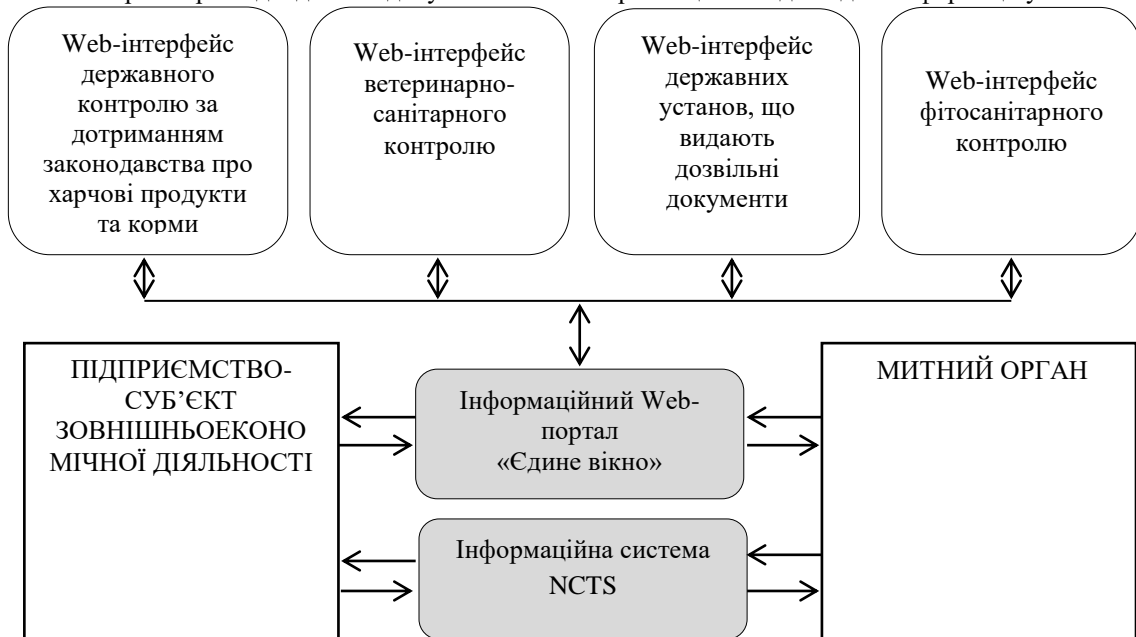 Web-інтерфейс
державного
контролю за
дотриманням
законодавства про
харчові продукти
та корми
Web-інтерфейс
ветеринарно-
санітарного
контролю
Web-інтерфейс
державних
установ, що
видають
дозвільні
документи
Web-інтерфейс
фітосанітарного
контролю
ПІДПРИЄМСТВО-
СУБ’ЄКТ
ЗОВНІШНЬОЕКОНО
МІЧНОЇ ДІЯЛЬНОСТІ
Інформаційний Web-
портал
«Єдине вікно»
МИТНИЙ ОРГАН
Інформаційна система
NCTS